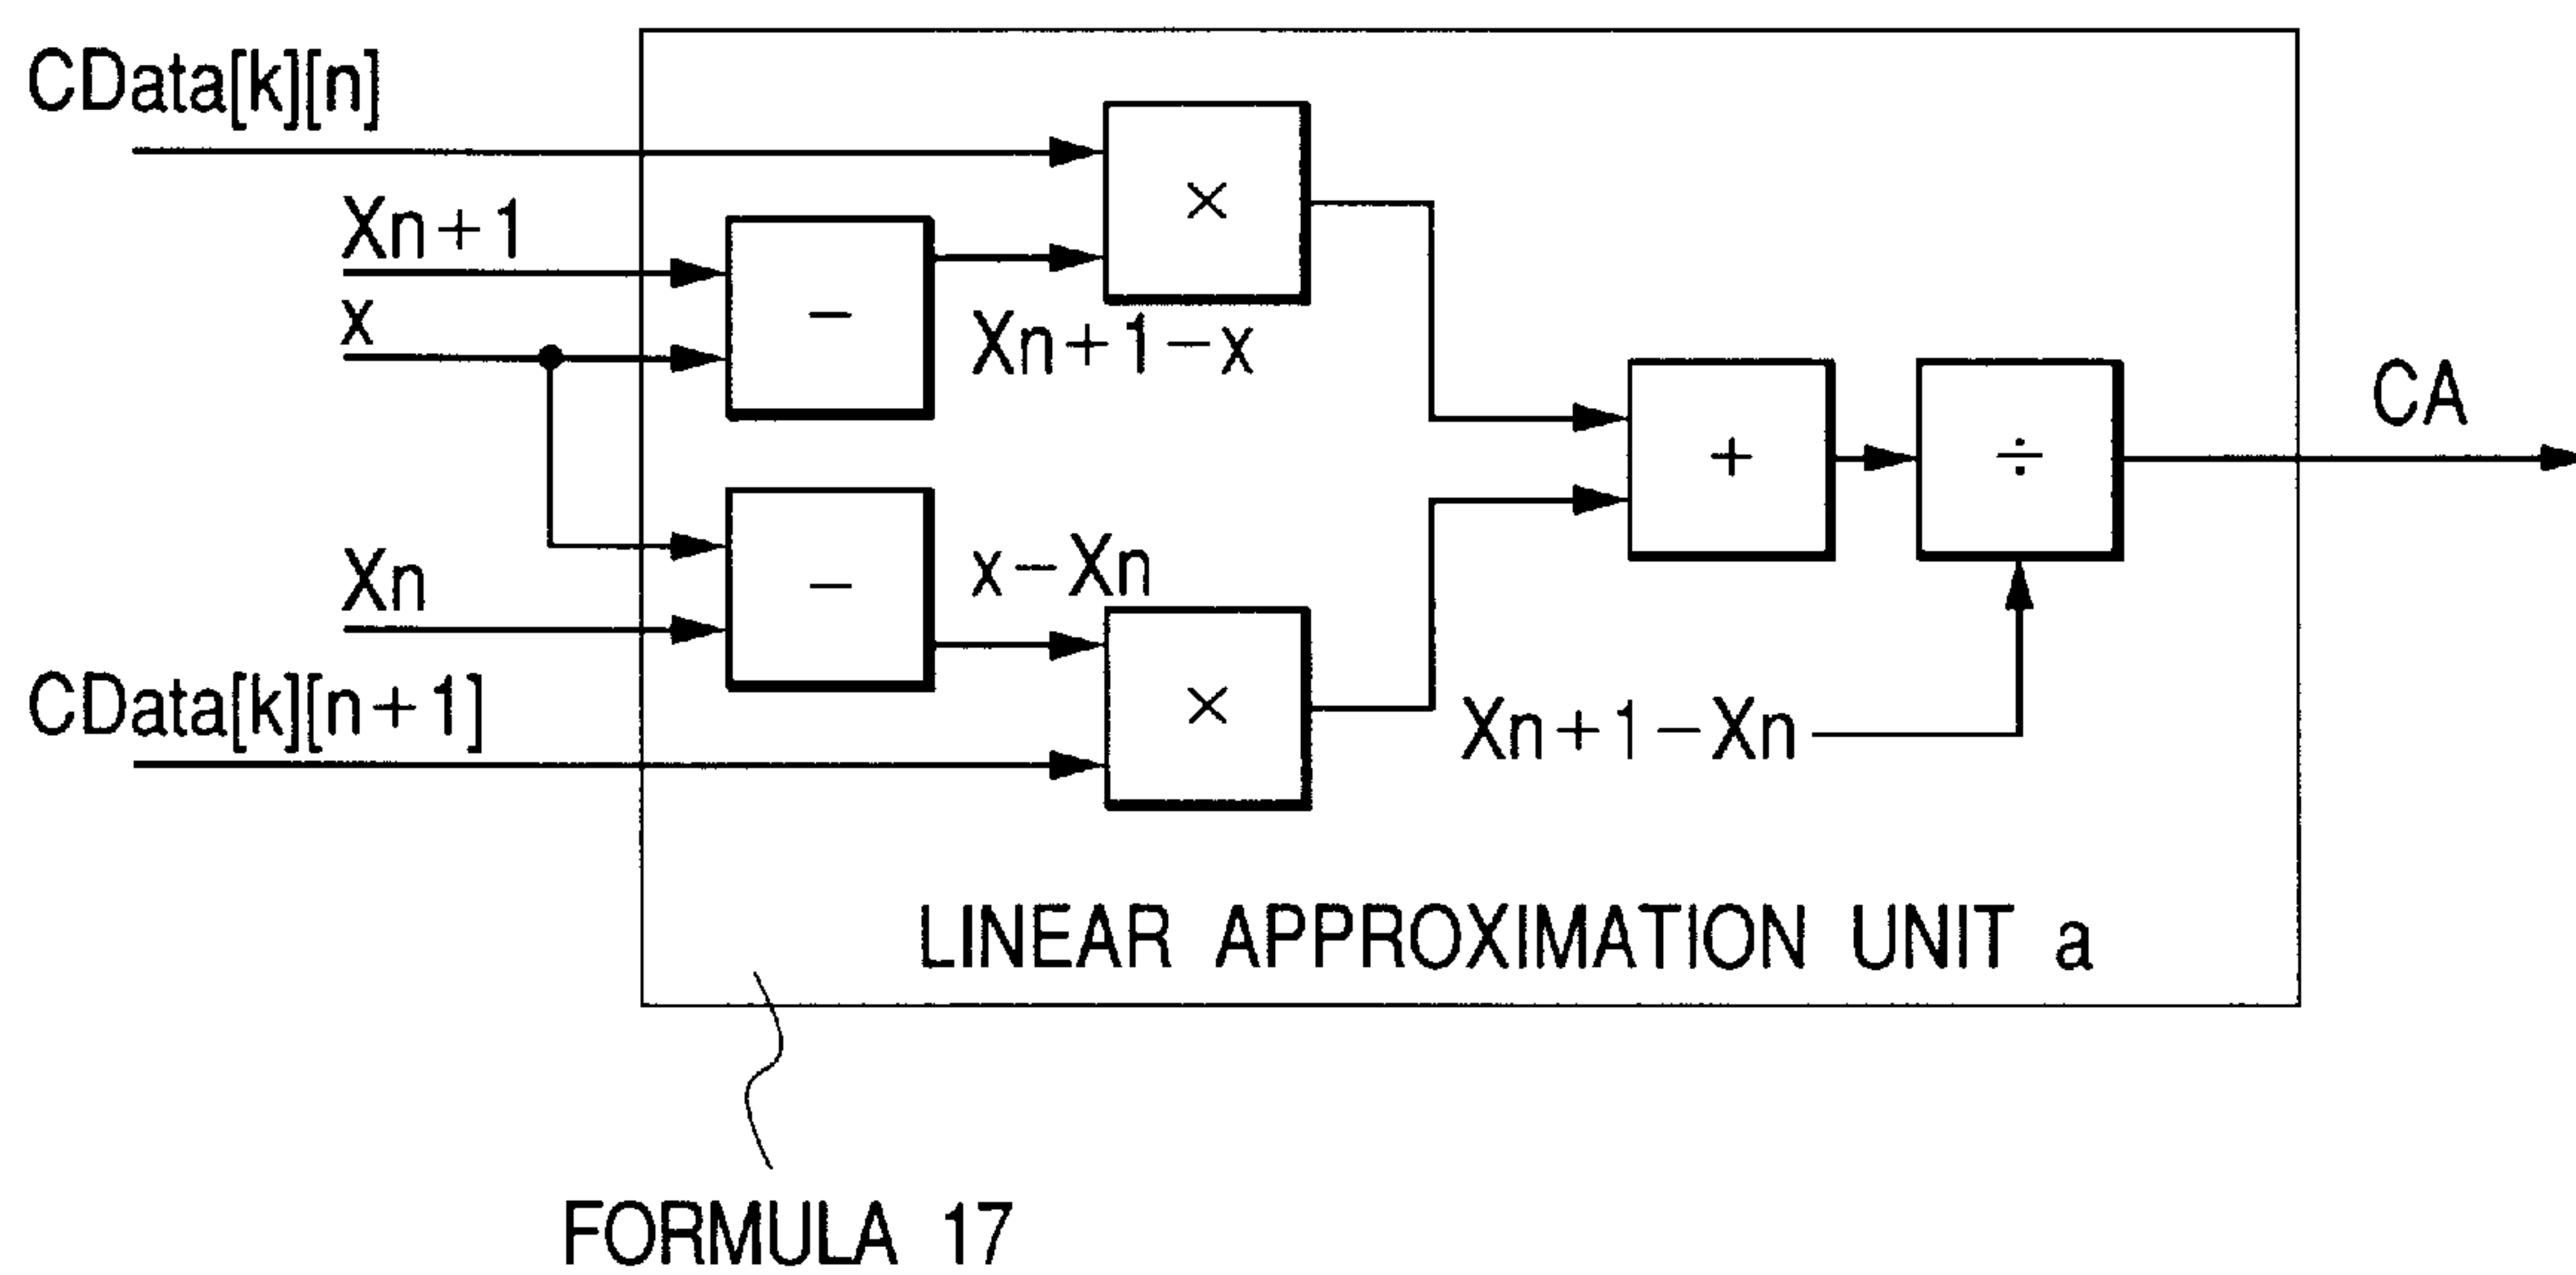 CData[k][n]
Xn+1
x
×
−
Xn+1−x
+
÷
CA
Xn
−
x−Xn
CData[k][n+1]
×
Xn+1−Xn
LINEAR APPROXIMATION UNIT a
FORMULA 17